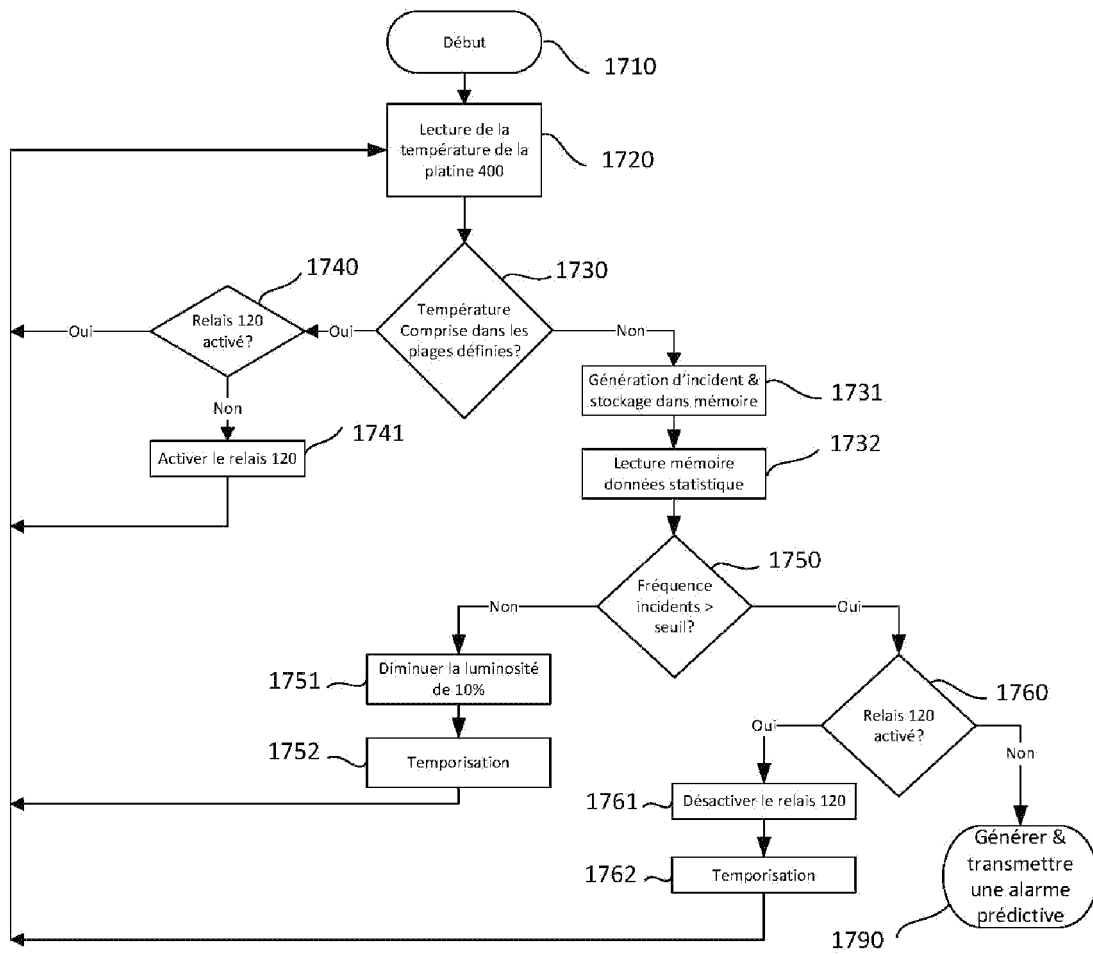 Début
1710
Lecture de la
température de la
platine 400
1720
1740
1730
Relais 120
activé?
Oui
Oui
Température
Comprise dans les
plages définies?
Non
Non
Génération d'incident &
stockage dans mémoire
1731
1741
Activer le relais 120
1732
Lecture mémoire
données statistique
1750
Fréquence
incidents >
seuil?
Non
Oui
1751
Diminuer la luminosité
de 10%
1760
Relais 120
activé?
Oui
Non
1752
Temporisation
1761
Désactiver le relais 120
1762
Temporisation
Générer &
transmettre
une alarme
prédictive
1790